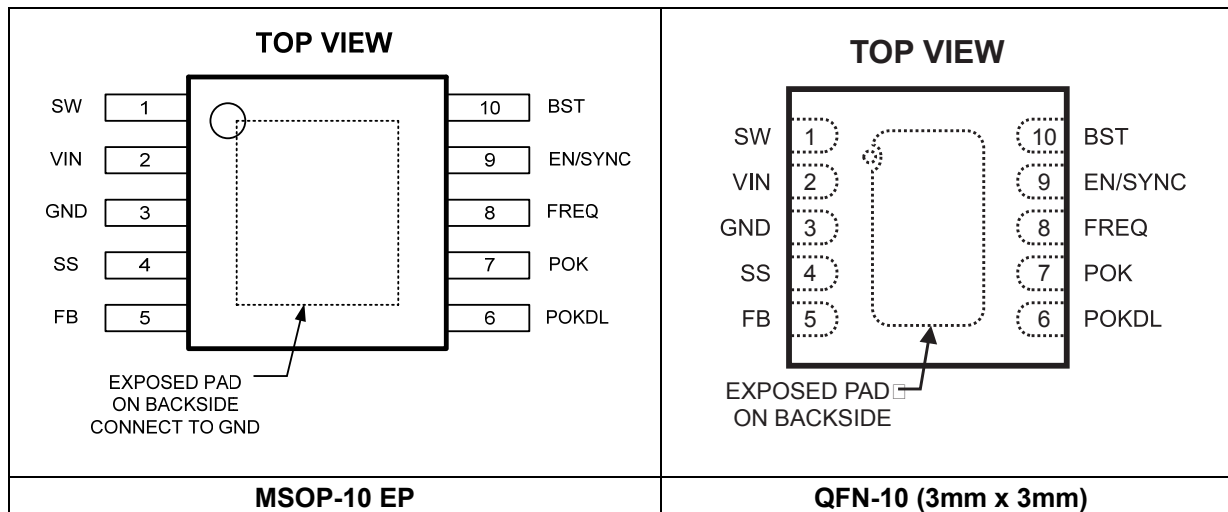 TOP VIEW
SW 1 10 BST
VIN 2 9 EN/SYNC
GND 3 8 FREQ
SS 4 7 POK
FB 5 6 POKDL
EXPOSED PAD
ON BACKSIDE
CONNECT TO GND
MSOP-10 EP
TOP VIEW
SW 1 10 BST
VIN 2 9 EN/SYNC
GND 3 8 FREQ
SS 4 7 POK
FB 5 6 POKDL
EXPOSED PAD
ON BACKSIDE
QFN-10 (3mm x 3mm)